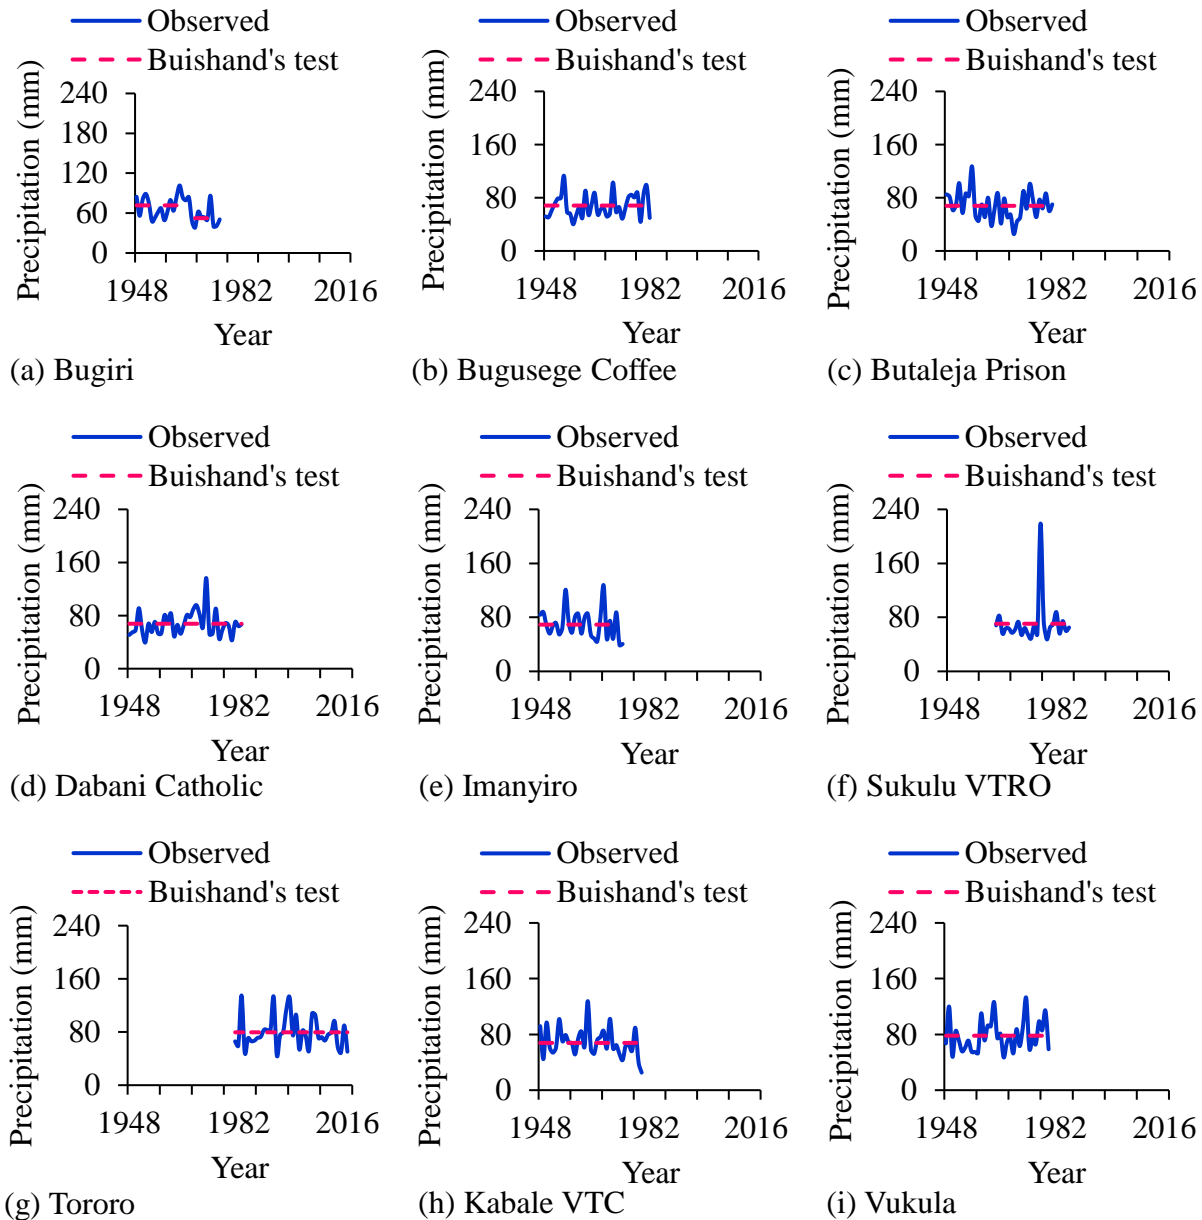 Observed
Buishand's test
Precipitation (mm)
240
180
120
60
0
1948 1982 2016
Year
(a) Bugiri
Observed
Buishand's test
Precipitation (mm)
240
160
80
0
1948 1982 2016
Year
(b) Bugusege Coffee
Observed
Buishand's test
Precipitation (mm)
240
160
80
0
1948 1982 2016
Year
(c) Butaleja Prison
Observed
Buishand's test
Precipitation (mm)
240
160
80
0
1948 1982 2016
Year
(d) Dabani Catholic
Observed
Buishand's test
Precipitation (mm)
240
160
80
0
1948 1982 2016
Year
(e) Imanyiro
Observed
Buishand's test
Precipitation (mm)
240
160
80
0
1948 1982 2016
Year
(f) Sukulu VTRO
Observed
Buishand's test
Precipitation (mm)
240
160
80
0
1948 1982 2016
Year
(g) Tororo
Observed
Buishand's test
Precipitation (mm)
240
160
80
0
1948 1982 2016
Year
(h) Kabale VTC
Observed
Buishand's test
Precipitation (mm)
240
160
80
0
1948 1982 2016
Year
(i) Vukula